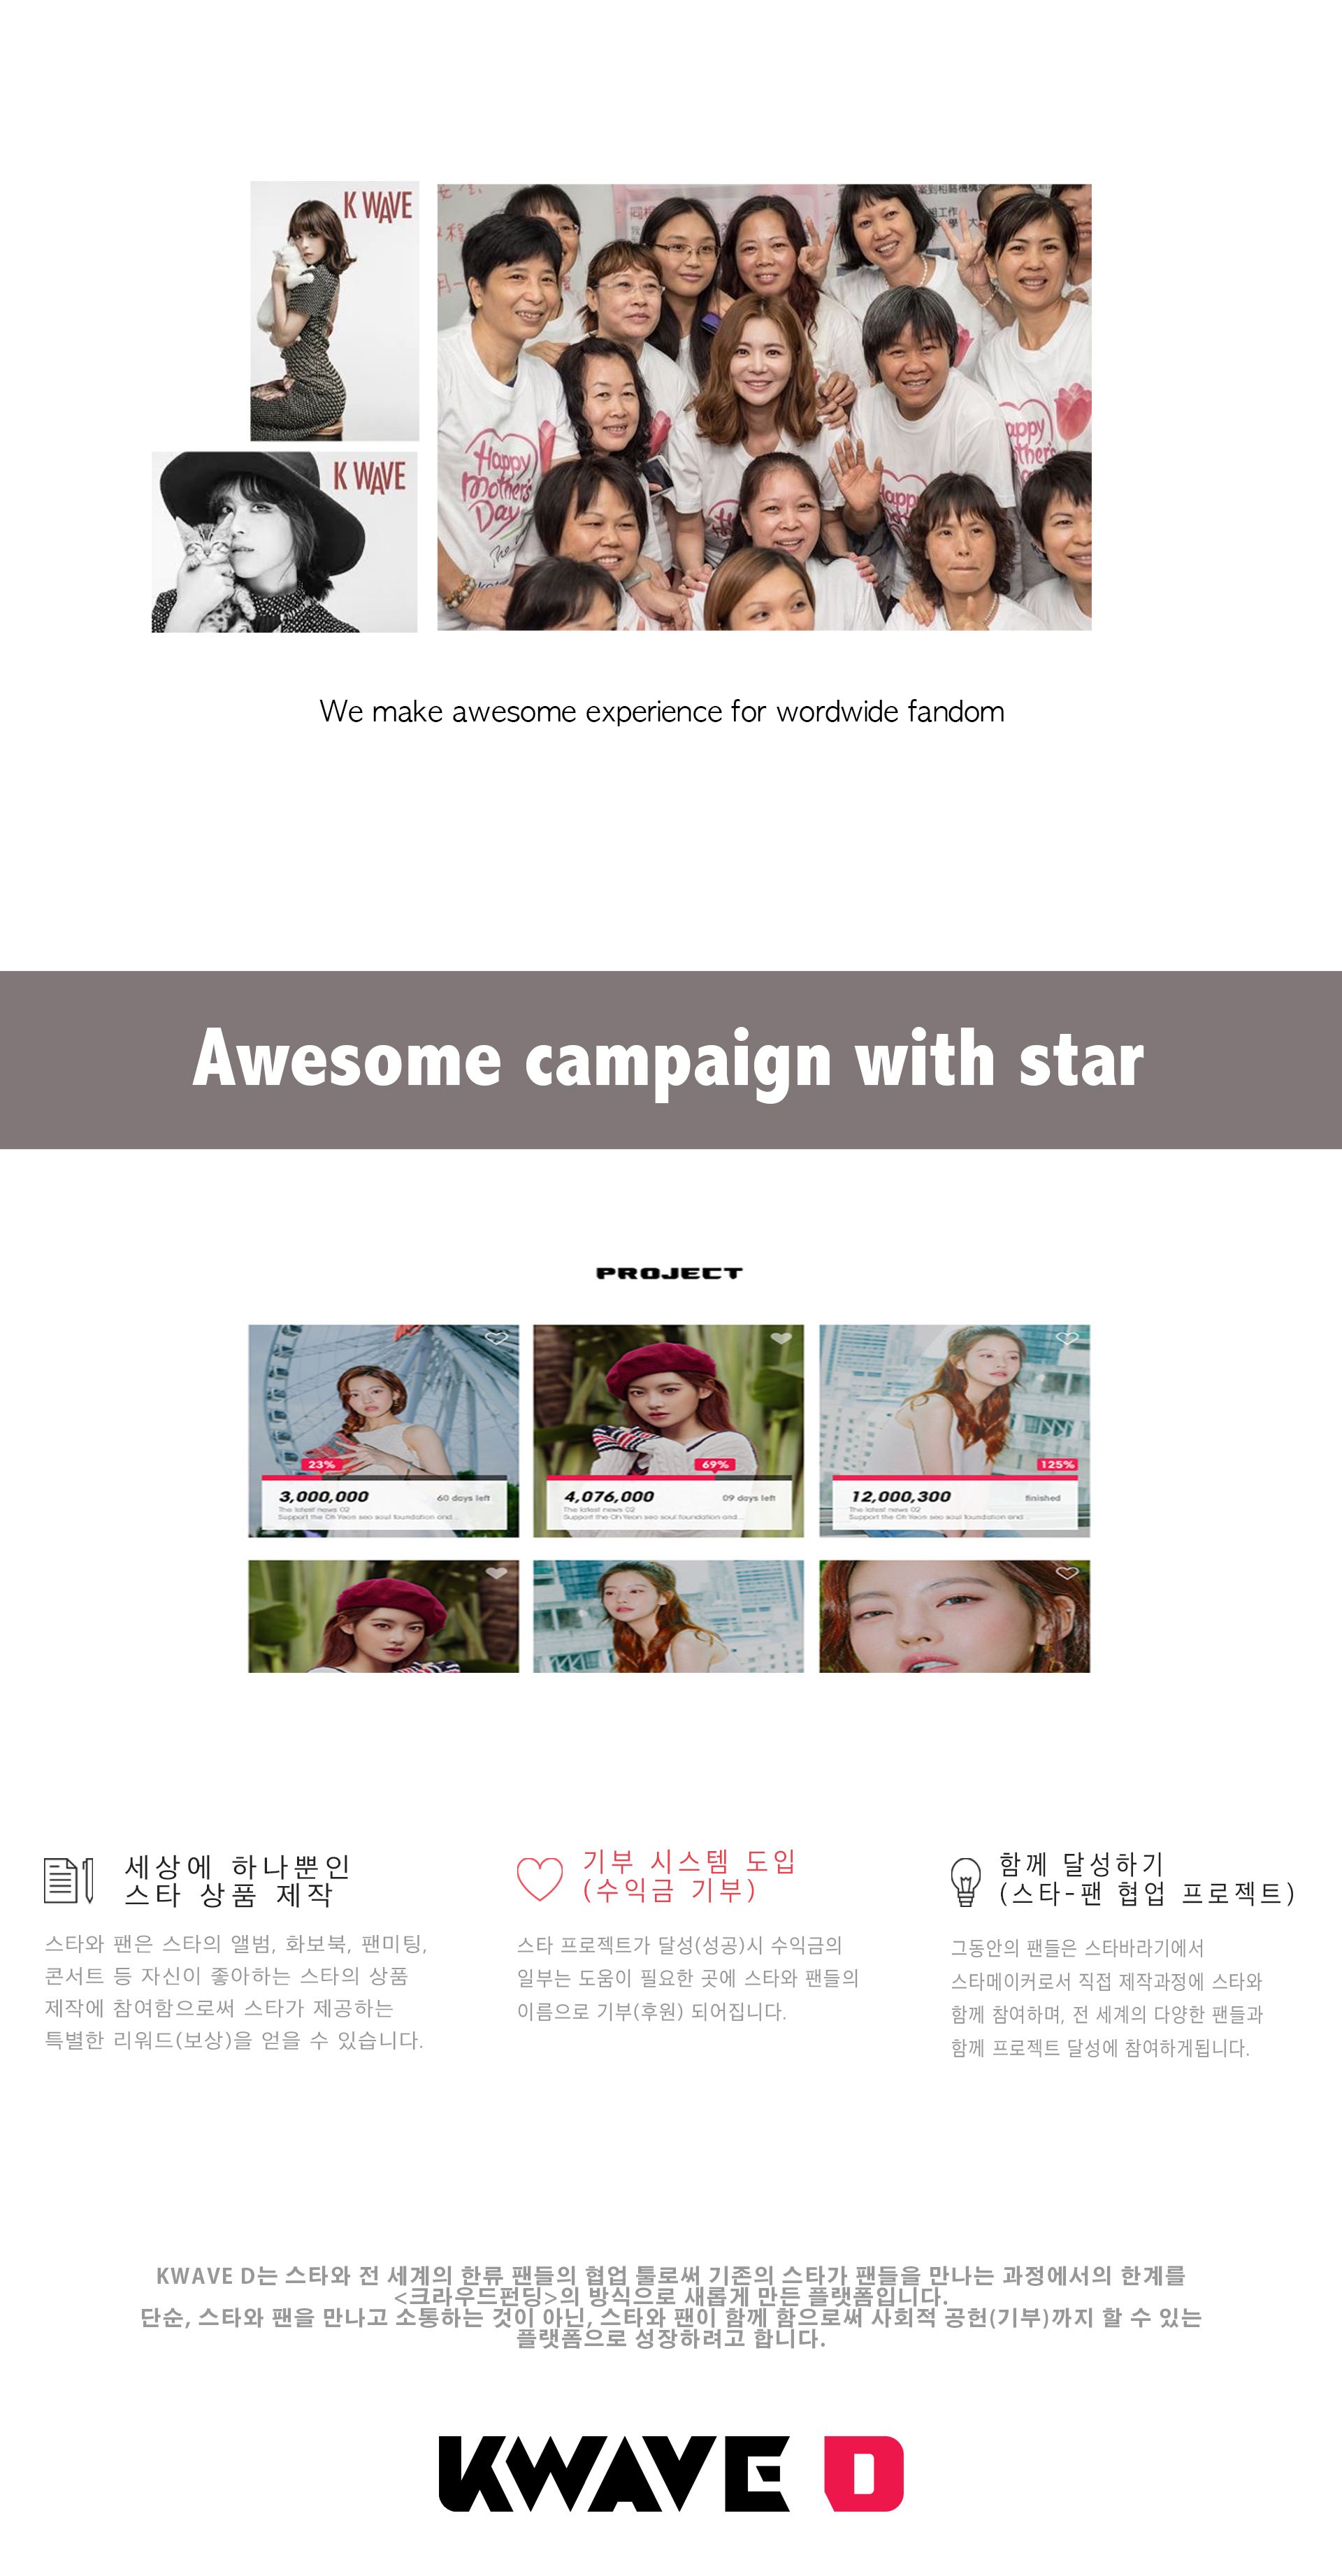 K WAVE
K WAVE
同
工作
大
Happy
Mother's
Day
The
appy
thers
Happ
We make awesome experience for wordwide fandom
Awesome campaign with star
PROJECT
23%
3,000,000 60 days left
The latest news 02
Support the Oh Yeon seo soul foundation and...
69%
4,076,000 09 days left
The latest news 02
Support the Oh Yeon seo soul foundation and...
125%
12,000,300 finished
The latest news 02
Support the Oh Yeon seo soul foundation and...
세상에 하나뿐인
스타 상품 제작
스타와 팬은 스타의 앨범, 화보북, 팬미팅,
콘서트 등 자신이 좋아하는 스타의 상품
제작에 참여함으로써 스타가 제공하는
특별한 리워드(보상)을 얻을 수 있습니다.
기부 시스템 도입
(수익금 기부)
스타 프로젝트가 달성(성공)시 수익금의
일부는 도움이 필요한 곳에 스타와 팬들의
이름으로 기부(후원) 되어집니다.
함께 달성하기
(스타-팬 협업 프로젝트)
그동안의 팬들은 스타바라기에서
스타메이커로서 직접 제작과정에 스타와
함께 참여하며, 전 세계의 다양한 팬들과
함께 프로젝트 달성에 참여하게됩니다.
KWAVE D는 스타와 전 세계의 한류 팬들의 협업 툴로써 기존의 스타가 팬들을 만나는 과정에서의 한계를
<크라우드펀딩>의 방식으로 새롭게 만든 플랫폼입니다.
단순, 스타와 팬을 만나고 소통하는 것이 아닌, 스타와 팬이 함께 함으로써 사회적 공헌(기부)까지 할 수 있는
플랫폼으로 성장하려고 합니다.
KWAVE D